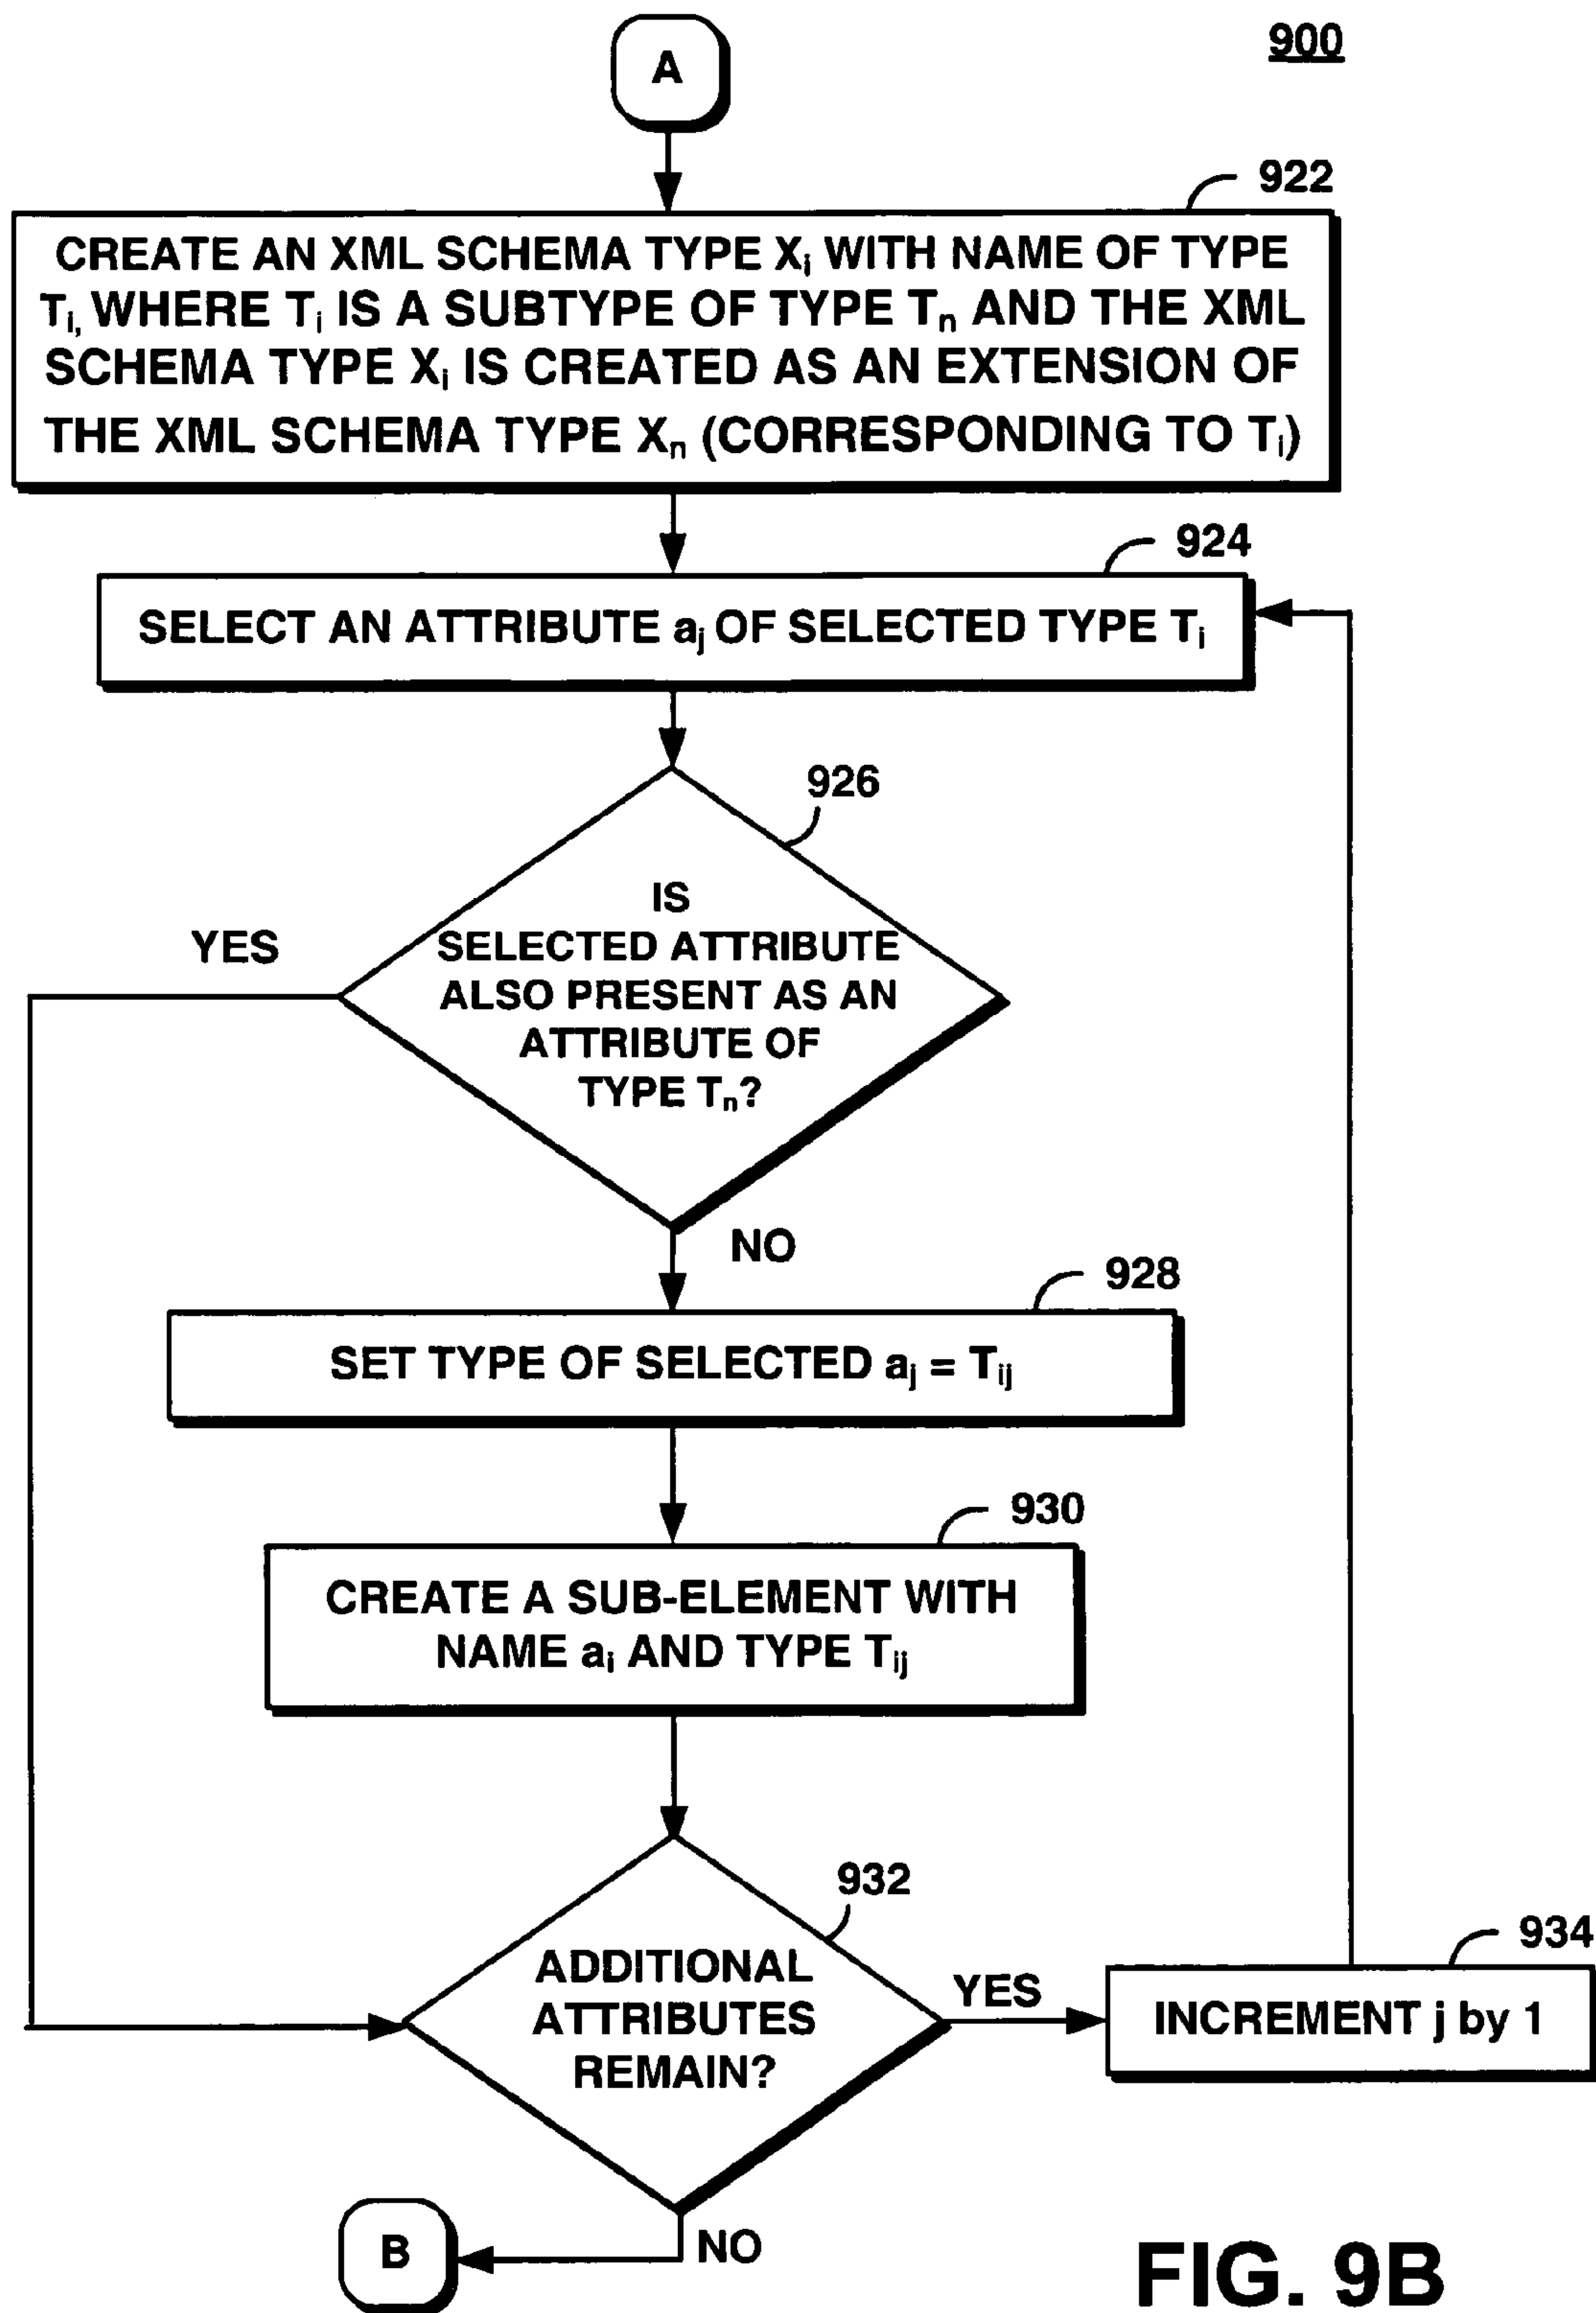 A
900
922
CREATE AN XML SCHEMA TYPE Xi WITH NAME OF TYPE
Ti, WHERE Ti IS A SUBTYPE OF TYPE Tn AND THE XML
SCHEMA TYPE Xi IS CREATED AS AN EXTENSION OF
THE XML SCHEMA TYPE Xn (CORRESPONDING TO Ti)
924
SELECT AN ATTRIBUTE aj OF SELECTED TYPE Ti
926
IS
SELECTED ATTRIBUTE
ALSO PRESENT AS AN
ATTRIBUTE OF
TYPE Tn?
YES
NO
928
SET TYPE OF SELECTED aj = Tij
930
CREATE A SUB-ELEMENT WITH
NAME ai AND TYPE Tij
932
ADDITIONAL
ATTRIBUTES
REMAIN?
YES
934
INCREMENT j by 1
NO
B
FIG. 9B